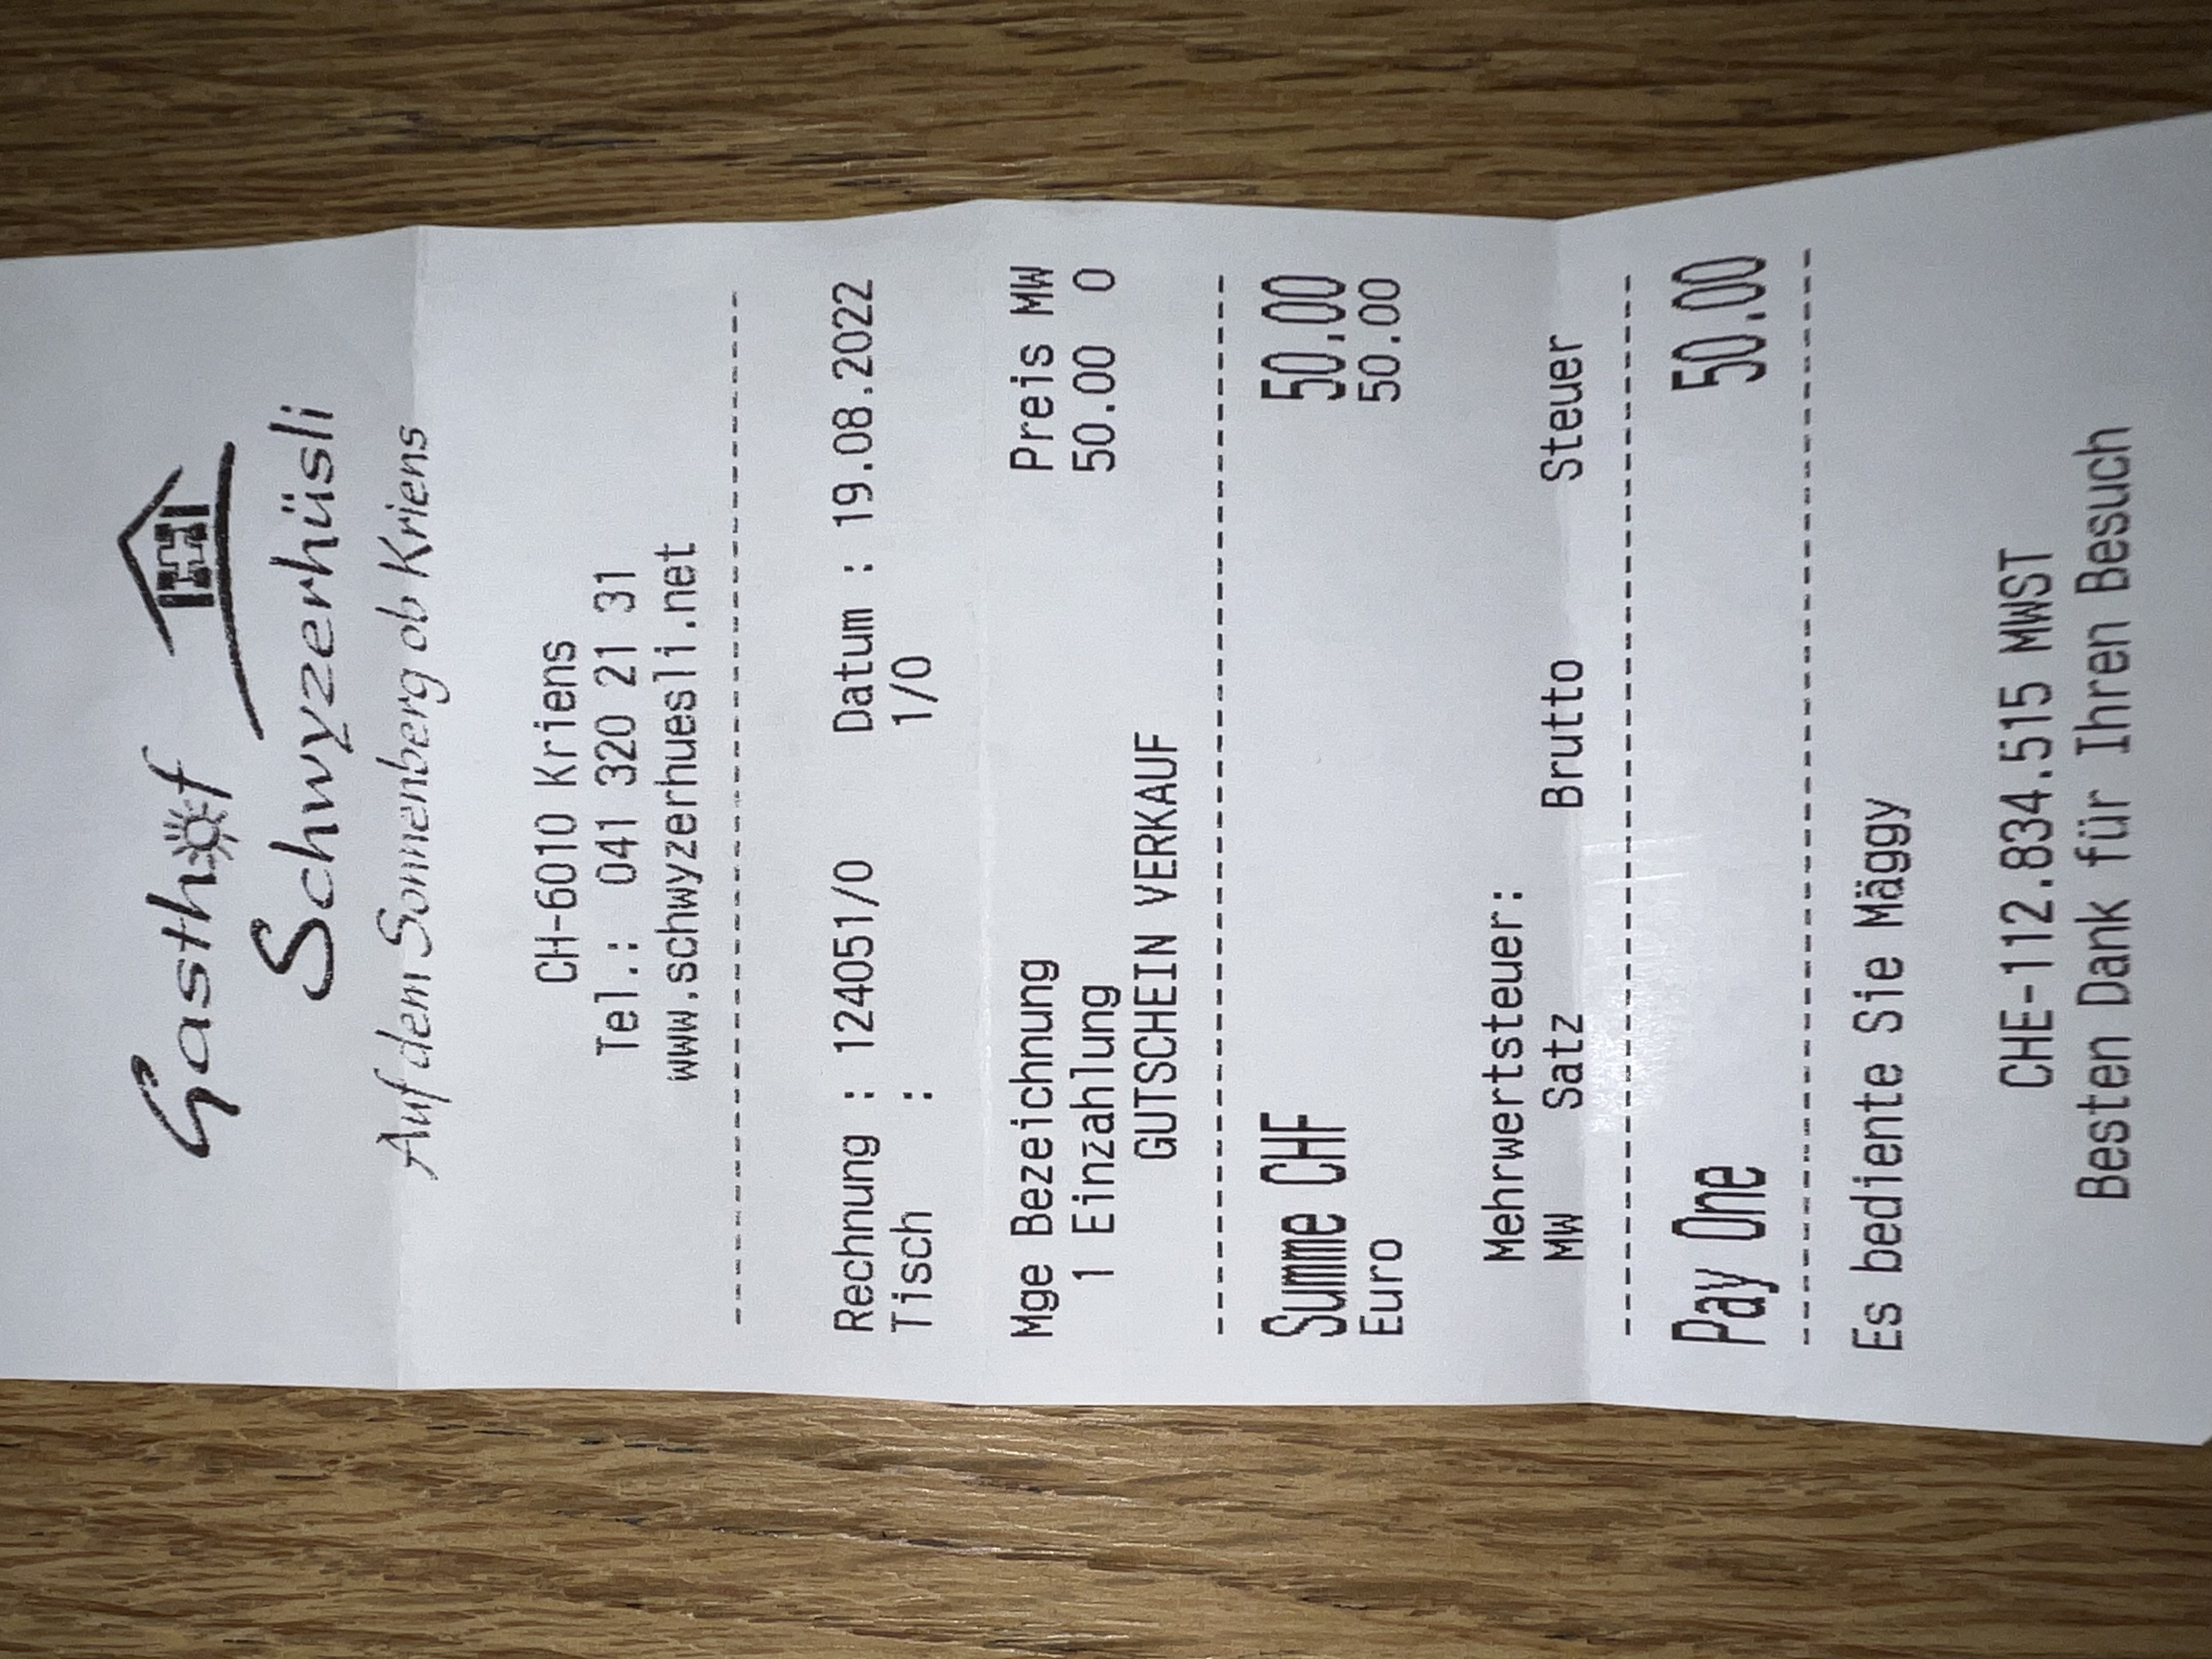 Gasthof
Schwyzerhüsli
Auf dem Sonnenberg ob Kriens
CH-6010 Kriens
Tel.: 041 320 21 31
www.schwyzerhuesli.net
Rechnung : 124051/0 Datum : 19.08.2022
Tisch : 1/0
Mge Bezeichnung Preis MW
1 Einzahlung 50.00 0
GUTSCHEIN VERKAUF
Summe CHF 50.00
Euro 50.00
Mehrwertsteuer:
MW Satz Brutto Steuer
Pay One 50.00
Es bediente Sie Mäggy
CHE-112.834.515 MWST
Besten Dank für Ihren Besuch